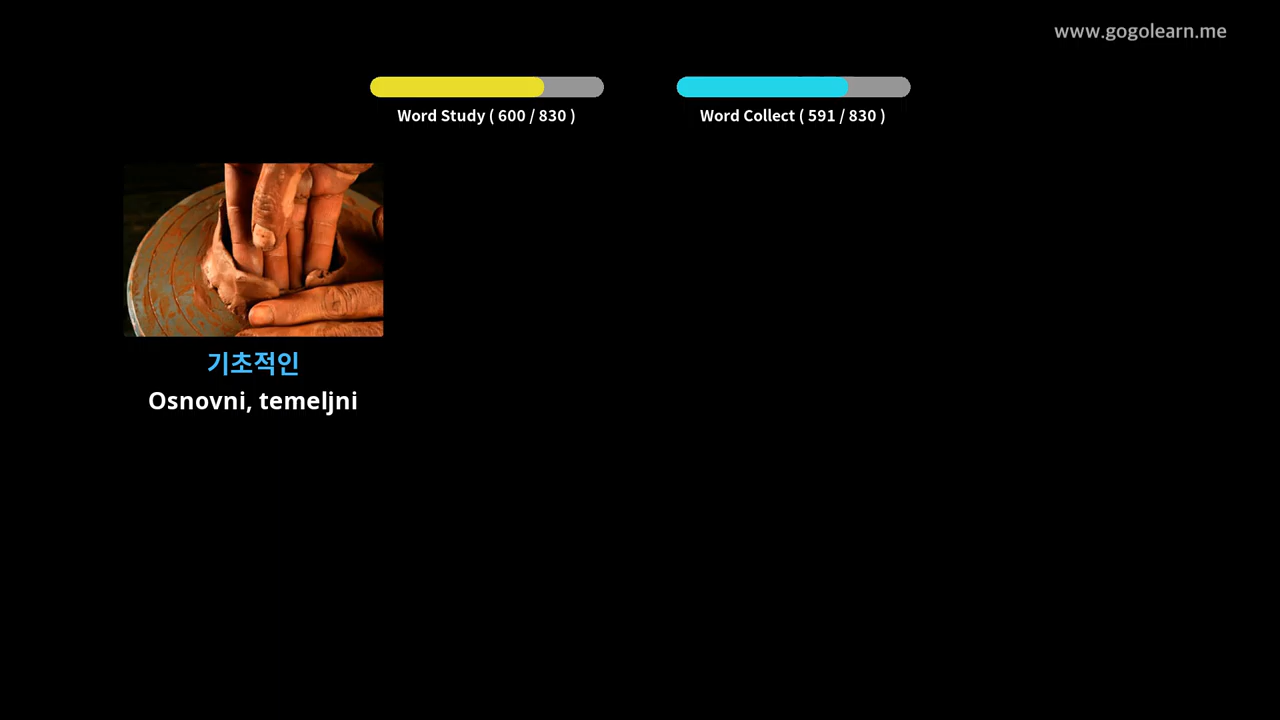 www.gogolearn.me
Word Study ( 600 / 830 )
Word Collect ( 591 / 830 )
기초적인
Osnovni, temeljni